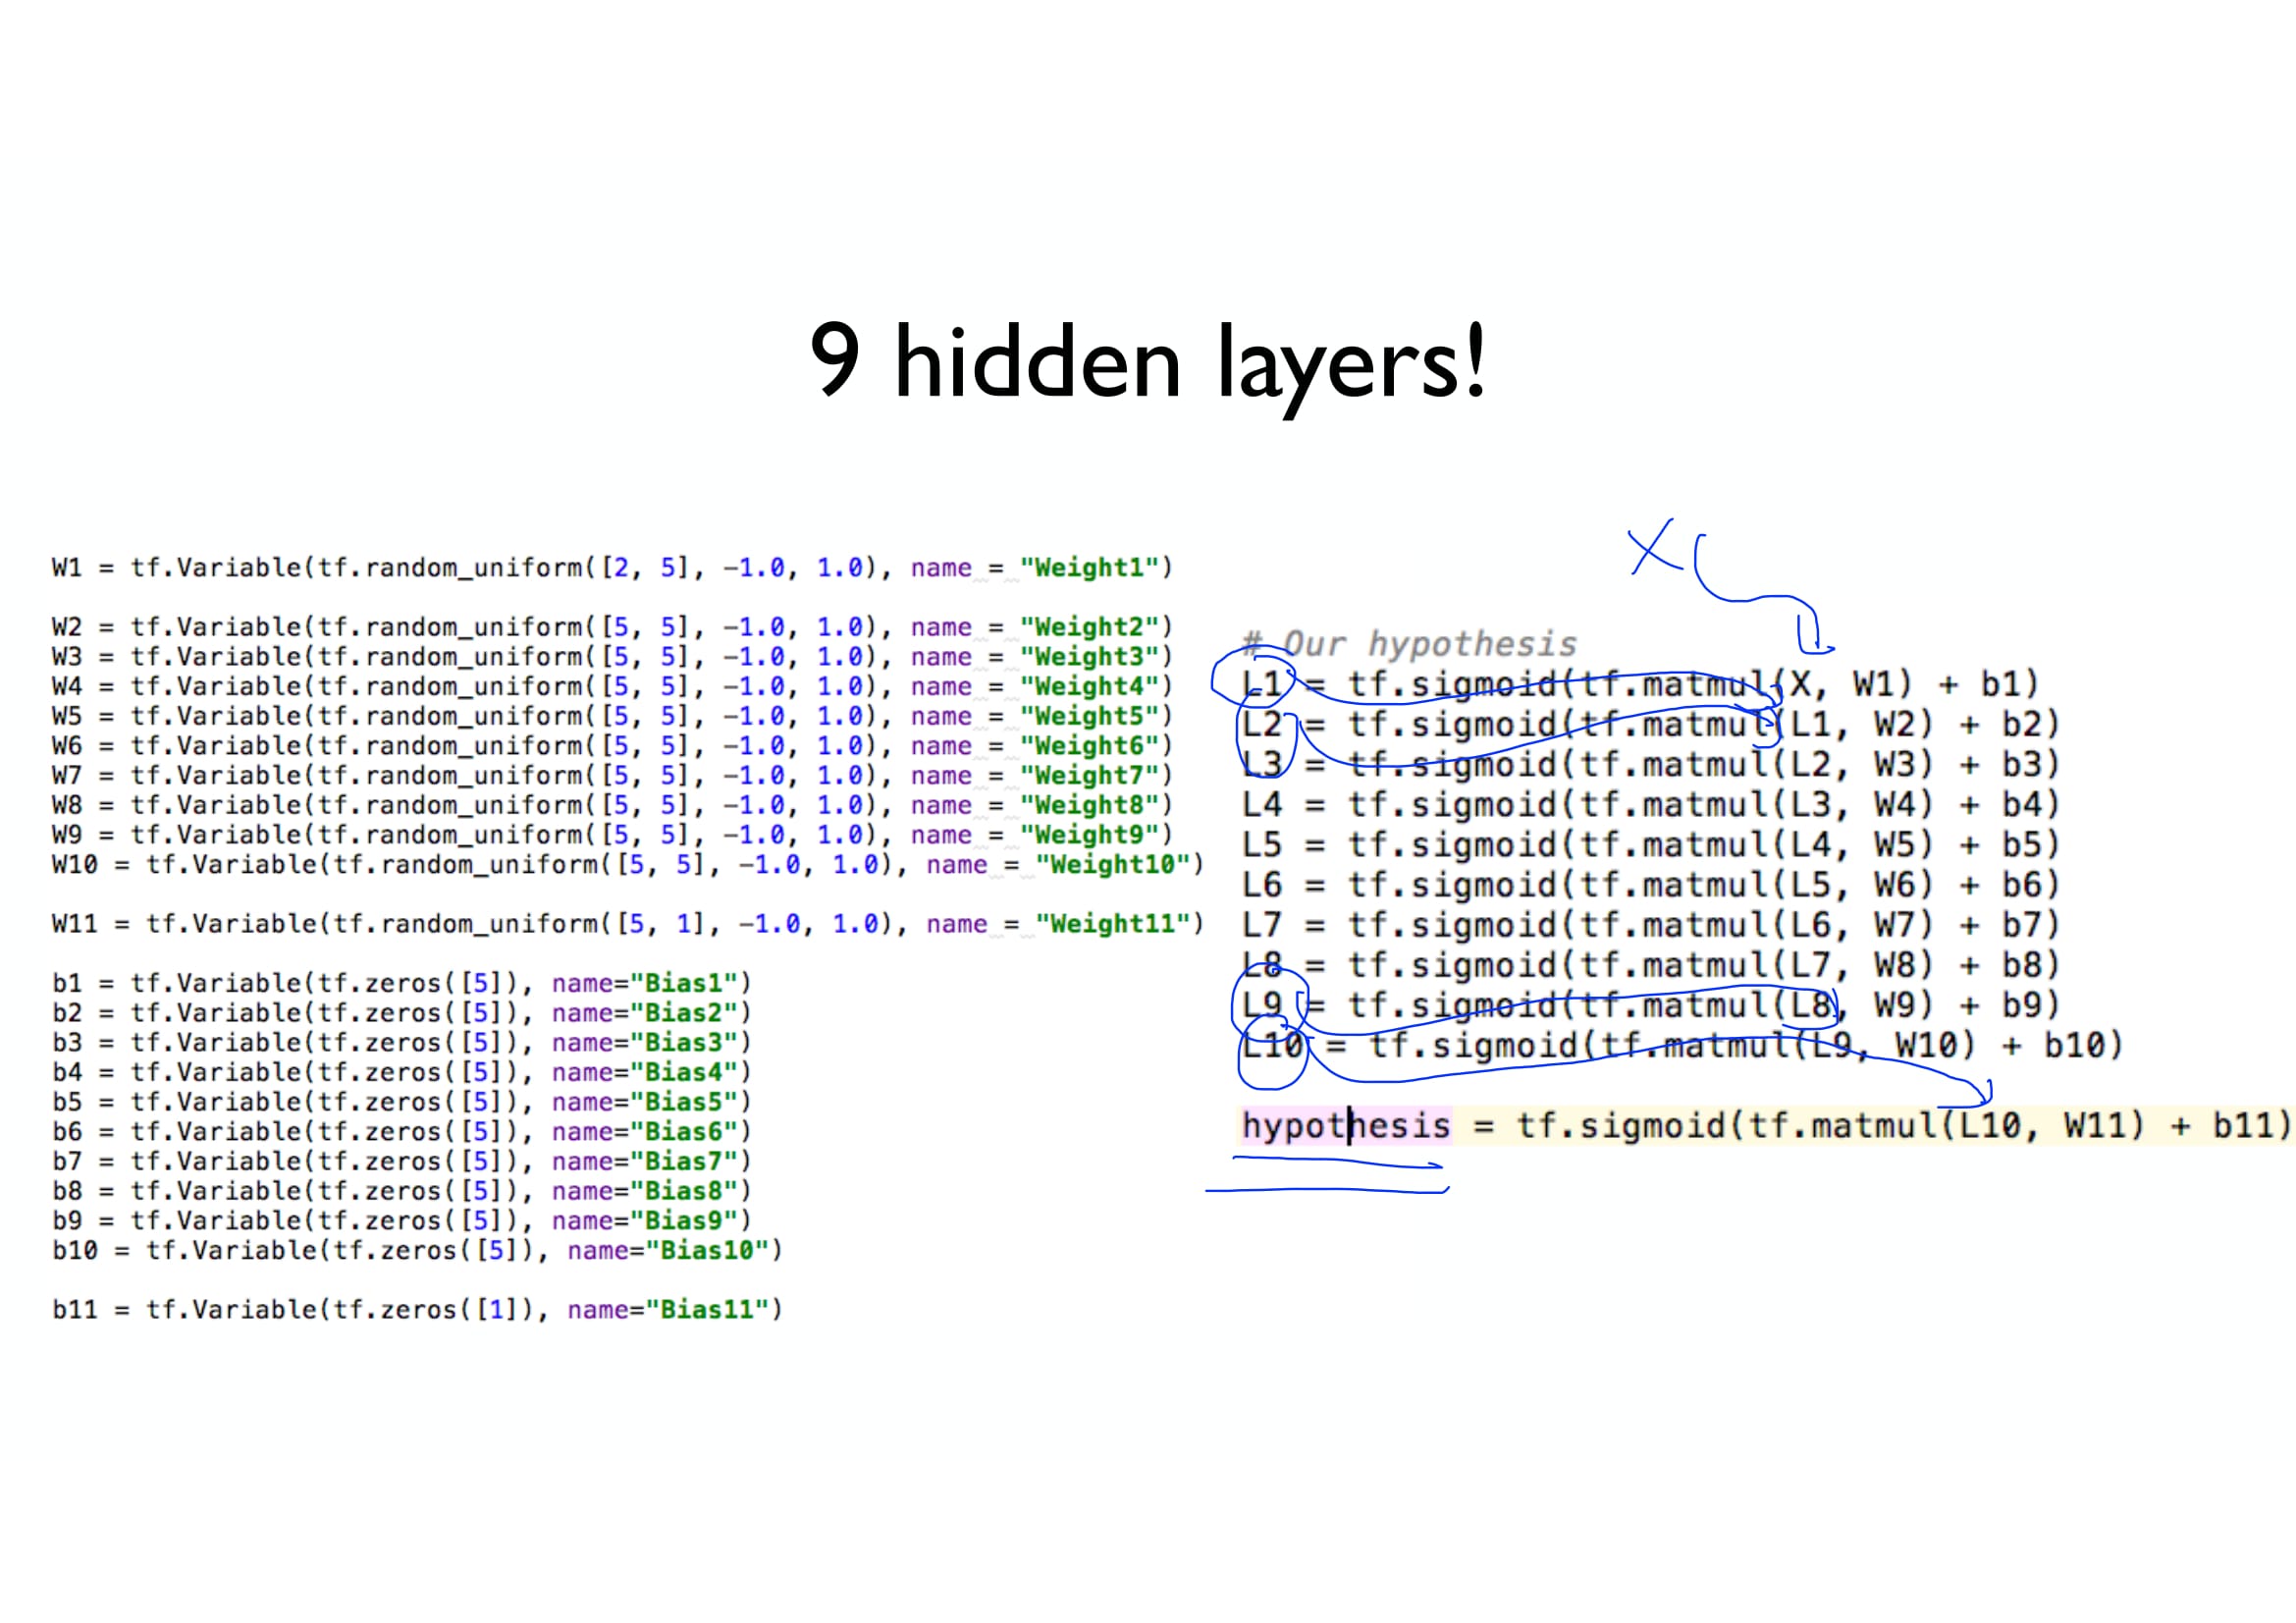 9 hidden layers!
W1 = tf.Variable(tf.random_uniform([2, 5], -1.0, 1.0), name = "Weight1")
W2 = tf.Variable(tf.random_uniform([5, 5], -1.0, 1.0), name = "Weight2")
W3 = tf.Variable(tf.random_uniform([5, 5], -1.0, 1.0), name = "Weight3")
W4 = tf.Variable(tf.random_uniform([5, 5], -1.0, 1.0), name = "Weight4")
W5 = tf.Variable(tf.random_uniform([5, 5], -1.0, 1.0), name = "Weight5")
W6 = tf.Variable(tf.random_uniform([5, 5], -1.0, 1.0), name = "Weight6")
W7 = tf.Variable(tf.random_uniform([5, 5], -1.0, 1.0), name = "Weight7")
W8 = tf.Variable(tf.random_uniform([5, 5], -1.0, 1.0), name = "Weight8")
W9 = tf.Variable(tf.random_uniform([5, 5], -1.0, 1.0), name = "Weight9")
W10 = tf.Variable(tf.random_uniform([5, 5], -1.0, 1.0), name = "Weight10")
W11 = tf.Variable(tf.random_uniform([5, 1], -1.0, 1.0), name = "Weight11")
b1 = tf.Variable(tf.zeros([5]), name="Bias1")
b2 = tf.Variable(tf.zeros([5]), name="Bias2")
b3 = tf.Variable(tf.zeros([5]), name="Bias3")
b4 = tf.Variable(tf.zeros([5]), name="Bias4")
b5 = tf.Variable(tf.zeros([5]), name="Bias5")
b6 = tf.Variable(tf.zeros([5]), name="Bias6")
b7 = tf.Variable(tf.zeros([5]), name="Bias7")
b8 = tf.Variable(tf.zeros([5]), name="Bias8")
b9 = tf.Variable(tf.zeros([5]), name="Bias9")
b10 = tf.Variable(tf.zeros([5]), name="Bias10")
b11 = tf.Variable(tf.zeros([1]), name="Bias11")
X
# Our hypothesis
L1 = tf.sigmoid(tf.matmul(X, W1) + b1)
L2 = tf.sigmoid(tf.matmul(L1, W2) + b2)
L3 = tf.sigmoid(tf.matmul(L2, W3) + b3)
L4 = tf.sigmoid(tf.matmul(L3, W4) + b4)
L5 = tf.sigmoid(tf.matmul(L4, W5) + b5)
L6 = tf.sigmoid(tf.matmul(L5, W6) + b6)
L7 = tf.sigmoid(tf.matmul(L6, W7) + b7)
L8 = tf.sigmoid(tf.matmul(L7, W8) + b8)
L9 = tf.sigmoid(tf.matmul(L8, W9) + b9)
L10 = tf.sigmoid(tf.matmul(L9, W10) + b10)
hypothesis = tf.sigmoid(tf.matmul(L10, W11) + b11)